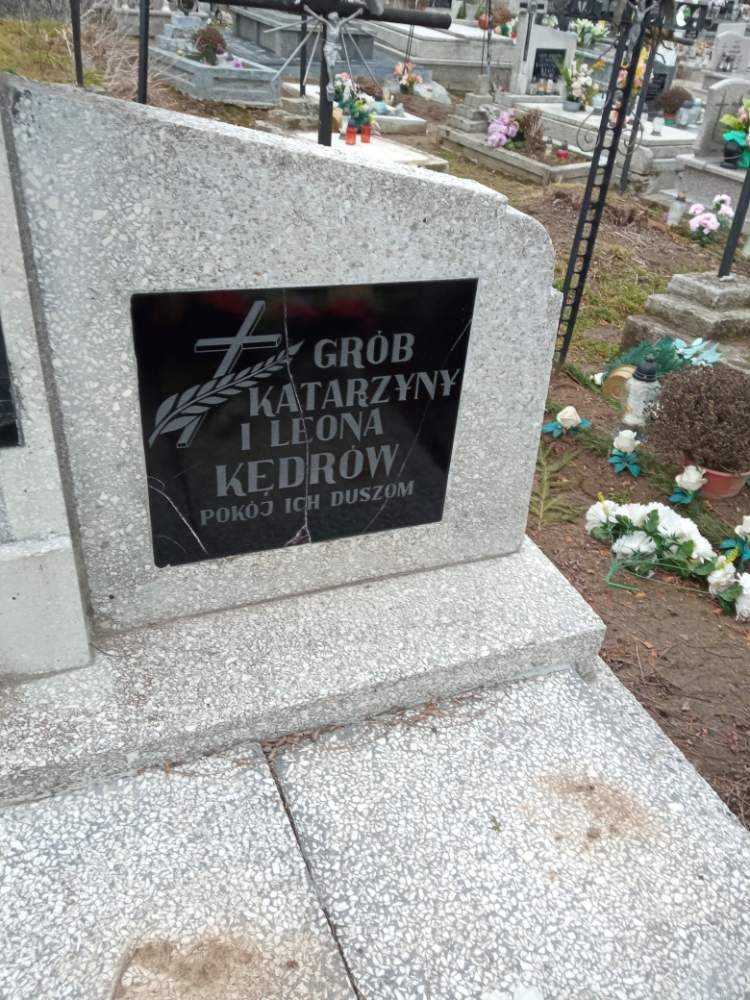 GRÓB
KATARZYNY
I LEONA
KĘDRÓW
POKÓJ ICH DUSZOM